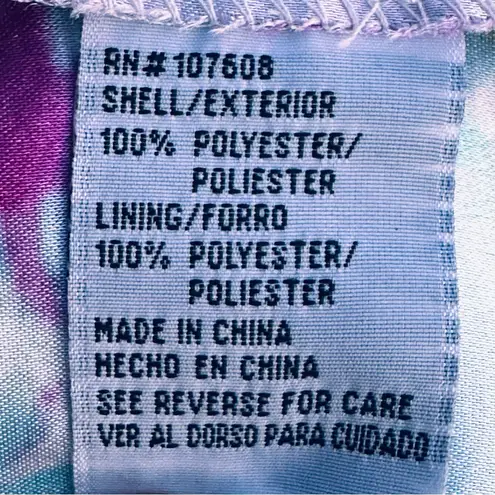 RN#107608
SHELL/EXTERIOR
100% POLYESTER/
POLIESTER
LINING/FORRO
100% POLYESTER/
POLIESTER
MADE IN CHINA
HECHO EN CHINA
SEE REVERSE FOR CARE
VER AL DORSO PARA CUIDADO